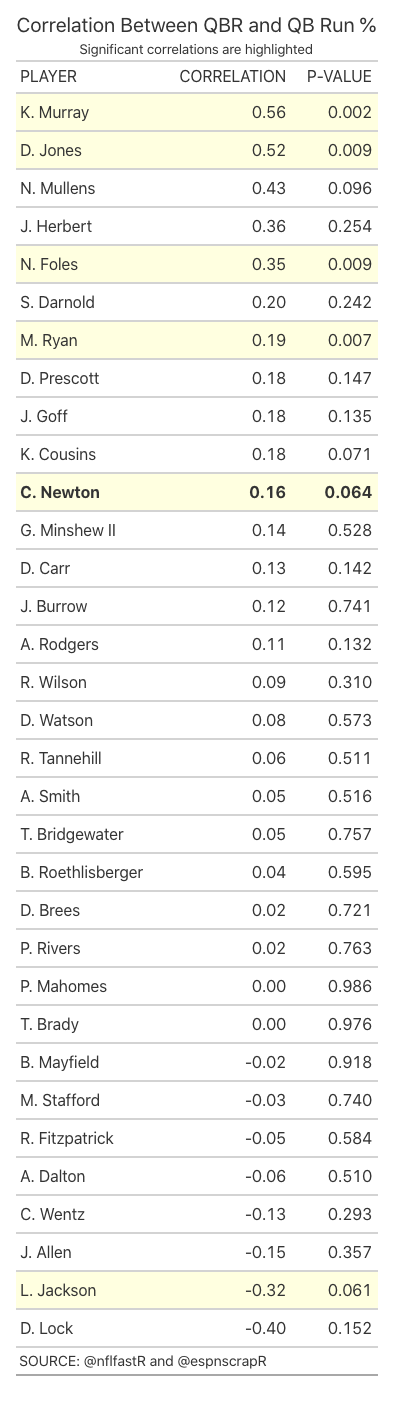 Correlation Between QBR and QB Run %
Significant correlations are highlighted
PLAYER CORRELATION P-VALUE
K. Murray 0.56 0.002
D. Jones 0.52 0.009
N. Mullens 0.43 0.096
J. Herbert 0.36 0.254
N. Foles 0.35 0.009
S. Darnold 0.20 0.242
M. Ryan 0.19 0.007
D. Prescott 0.18 0.147
J. Goff 0.18 0.135
K. Cousins 0.18 0.071
C. Newton 0.16 0.064
G. Minshew II 0.14 0.528
D. Carr 0.13 0.142
J. Burrow 0.12 0.741
A. Rodgers 0.11 0.132
R. Wilson 0.09 0.310
D. Watson 0.08 0.573
R. Tannehill 0.06 0.511
A. Smith 0.05 0.516
T. Bridgewater 0.05 0.757
B. Roethlisberger 0.04 0.595
D. Brees 0.02 0.721
P. Rivers 0.02 0.763
P. Mahomes 0.00 0.986
T. Brady 0.00 0.976
B. Mayfield -0.02 0.918
M. Stafford -0.03 0.740
R. Fitzpatrick -0.05 0.584
A. Dalton -0.06 0.510
C. Wentz -0.13 0.293
J. Allen -0.15 0.357
L. Jackson -0.32 0.061
D. Lock -0.40 0.152
SOURCE: @nflfastR and @espnscrapR